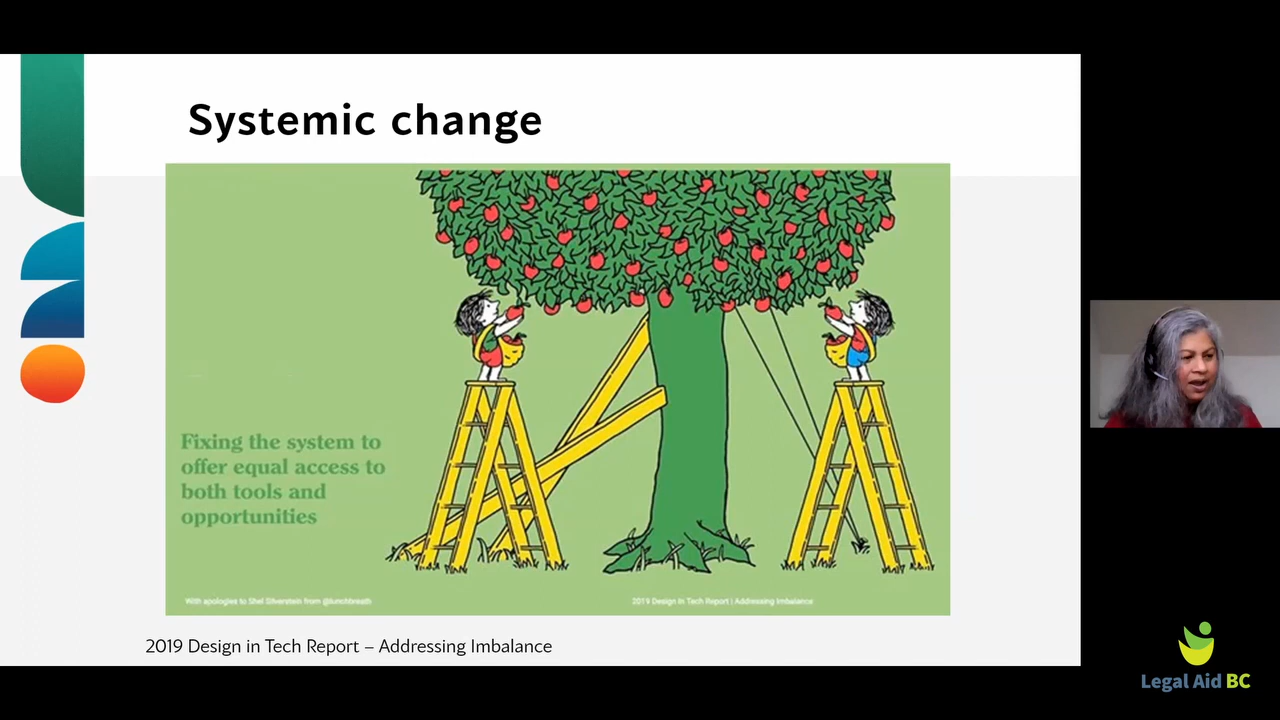 Systemic change
Fixing the system to
offer equal access to
both tools and
opportunities
With apologies to Shel Silverstein from @lunchbreath
2019 Design In Tech Report | Addressing Imbalance
2019 Design in Tech Report – Addressing Imbalance
Legal Aid BC